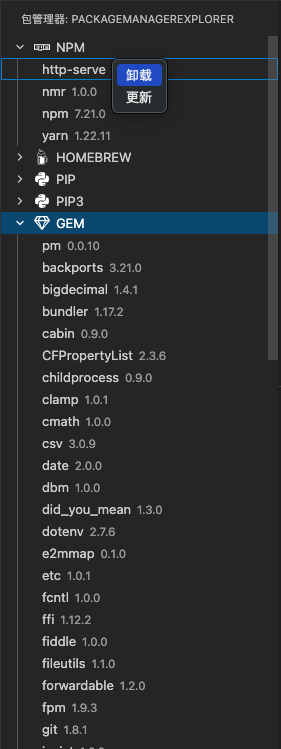 包管理器: PACKAGEMANAGEREXPLORER
NPM
http-serve
卸载
更新
nmr 1.0.0
npm 7.21.0
yarn 1.22.11
HOMEBREW
PIP
PIP3
GEM
pm 0.0.10
backports 3.21.0
bigdecimal 1.4.1
bundler 1.17.2
cabin 0.9.0
CFPropertyList 2.3.6
childprocess 0.9.0
clamp 1.0.1
cmath 1.0.0
csv 3.0.9
date 2.0.0
dbm 1.0.0
did_you_mean 1.3.0
dotenv 2.7.6
e2mmap 0.1.0
etc 1.0.1
fcntl 1.0.0
ffi 1.12.2
fiddle 1.0.0
fileutils 1.1.0
forwardable 1.2.0
fpm 1.9.3
git 1.8.1